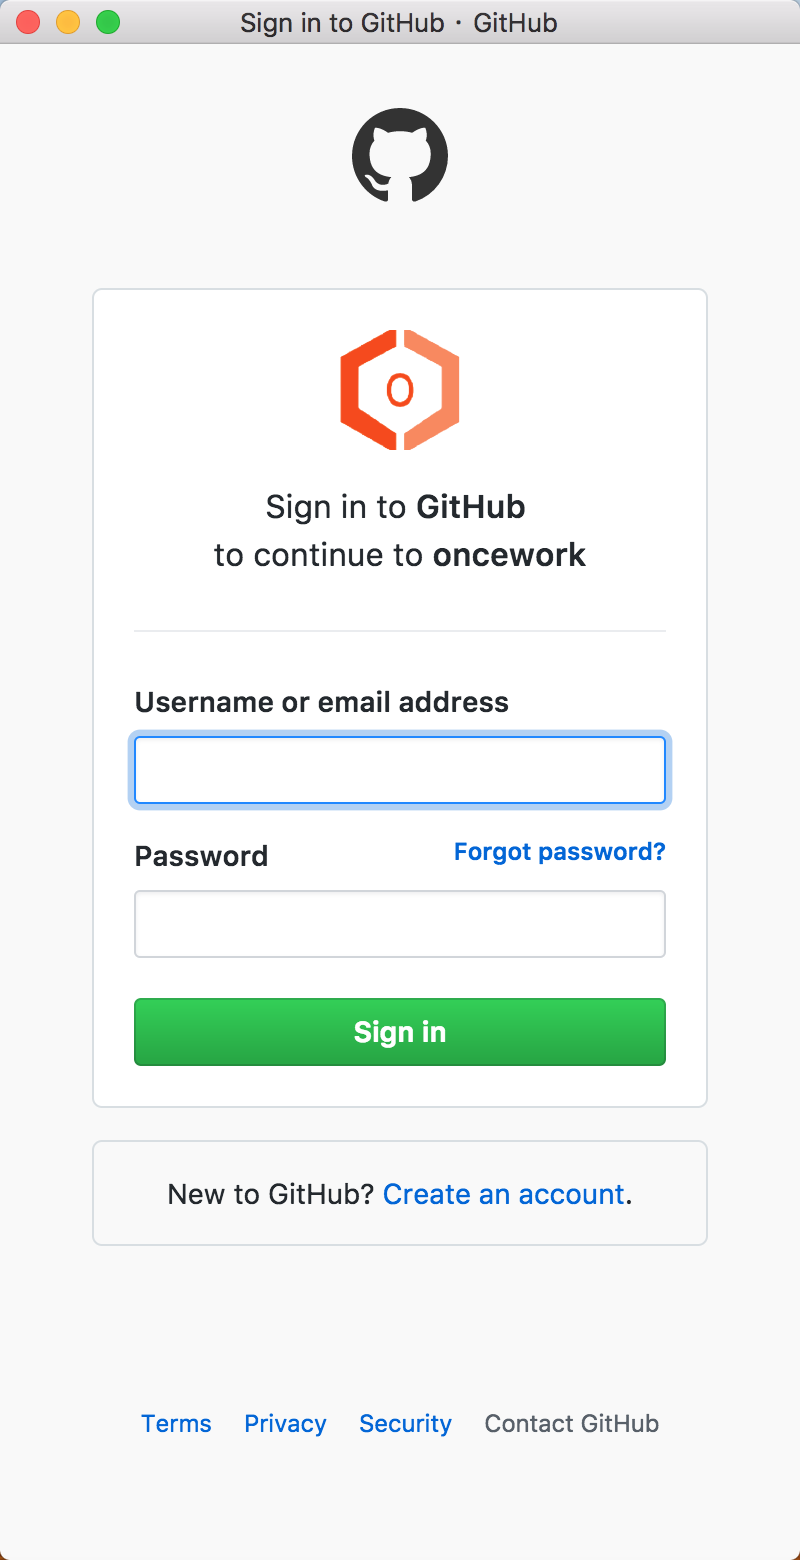 Sign in to GitHub · GitHub
O
Sign in to GitHub
to continue to oncework
Username or email address
Password
Forgot password?
Sign in
New to GitHub? Create an account.
Terms Privacy Security Contact GitHub